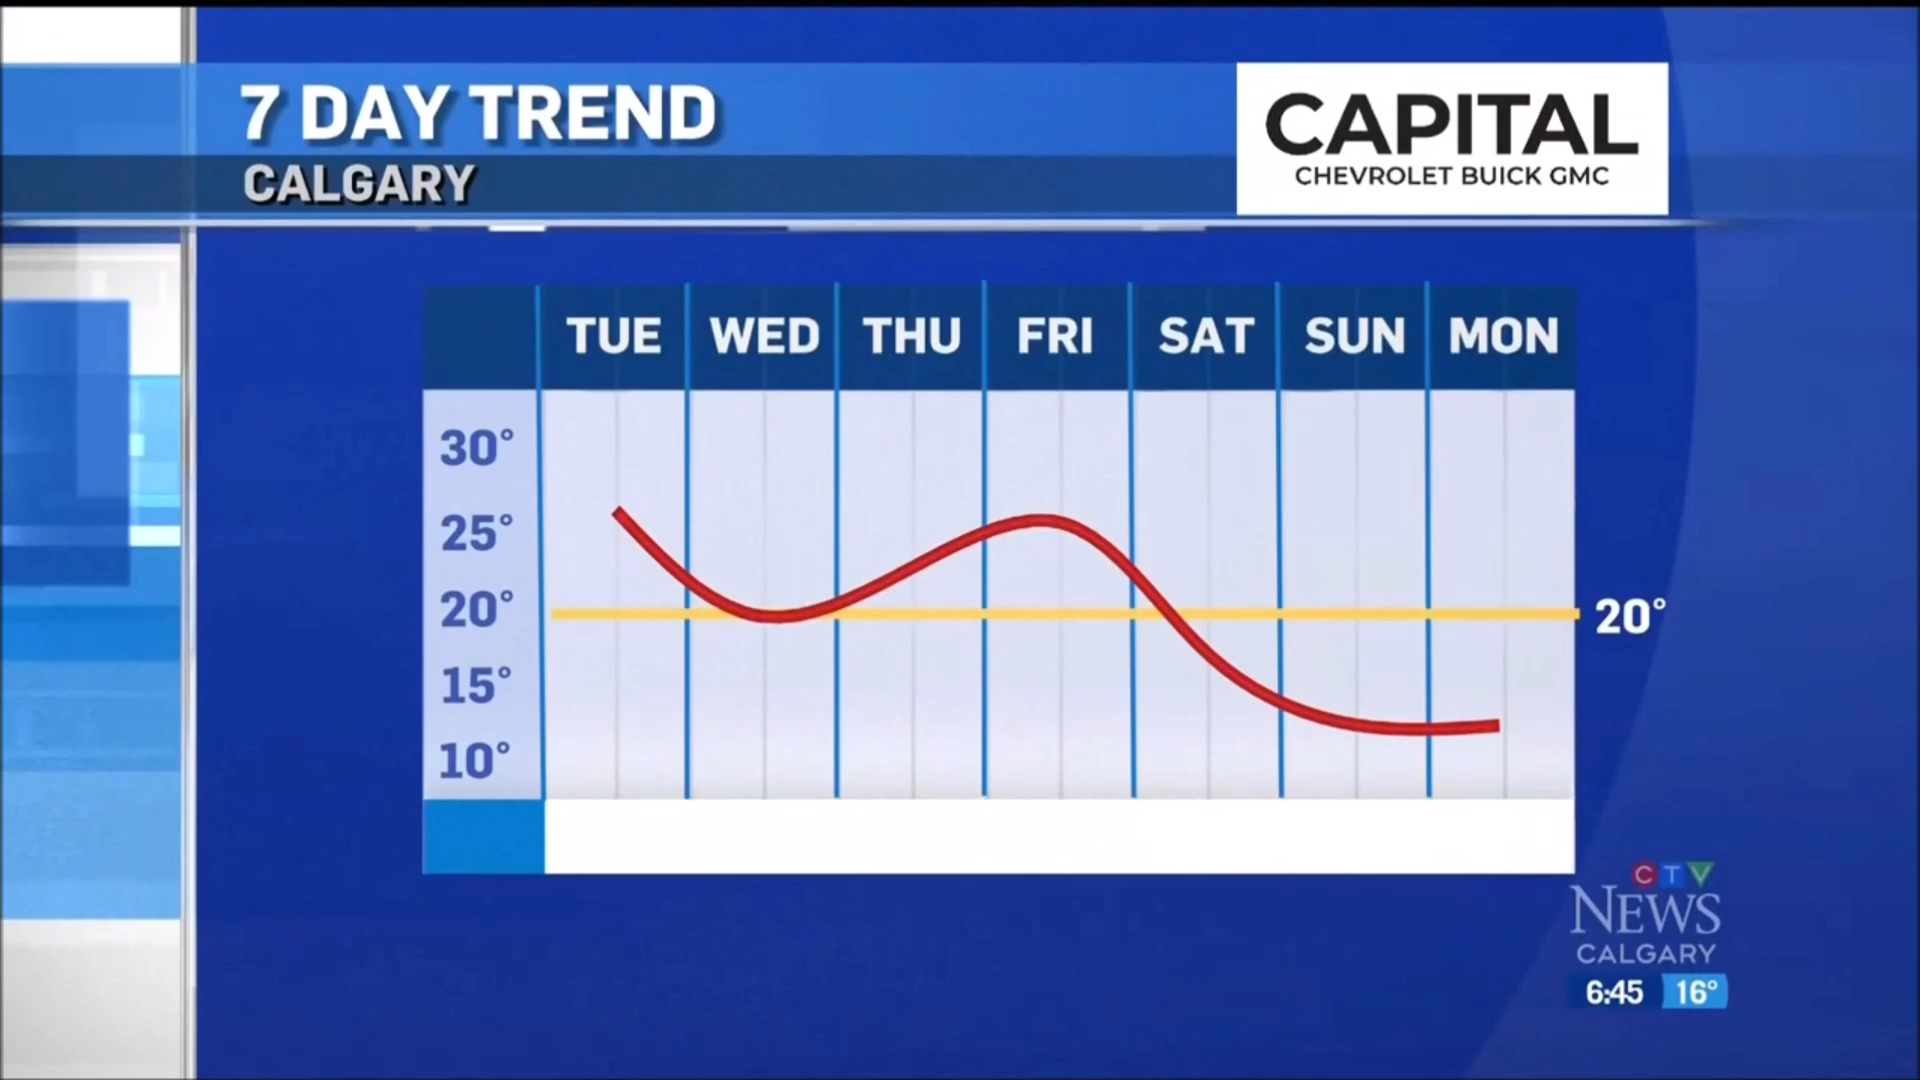 7 DAY TREND
CALGARY
CAPITAL
CHEVROLET BUICK GMC
TUE WED THU FRI SAT SUN MON
30°
25°
20°
20°
15°
10°
CTV
NEWS
CALGARY
6:45 16°